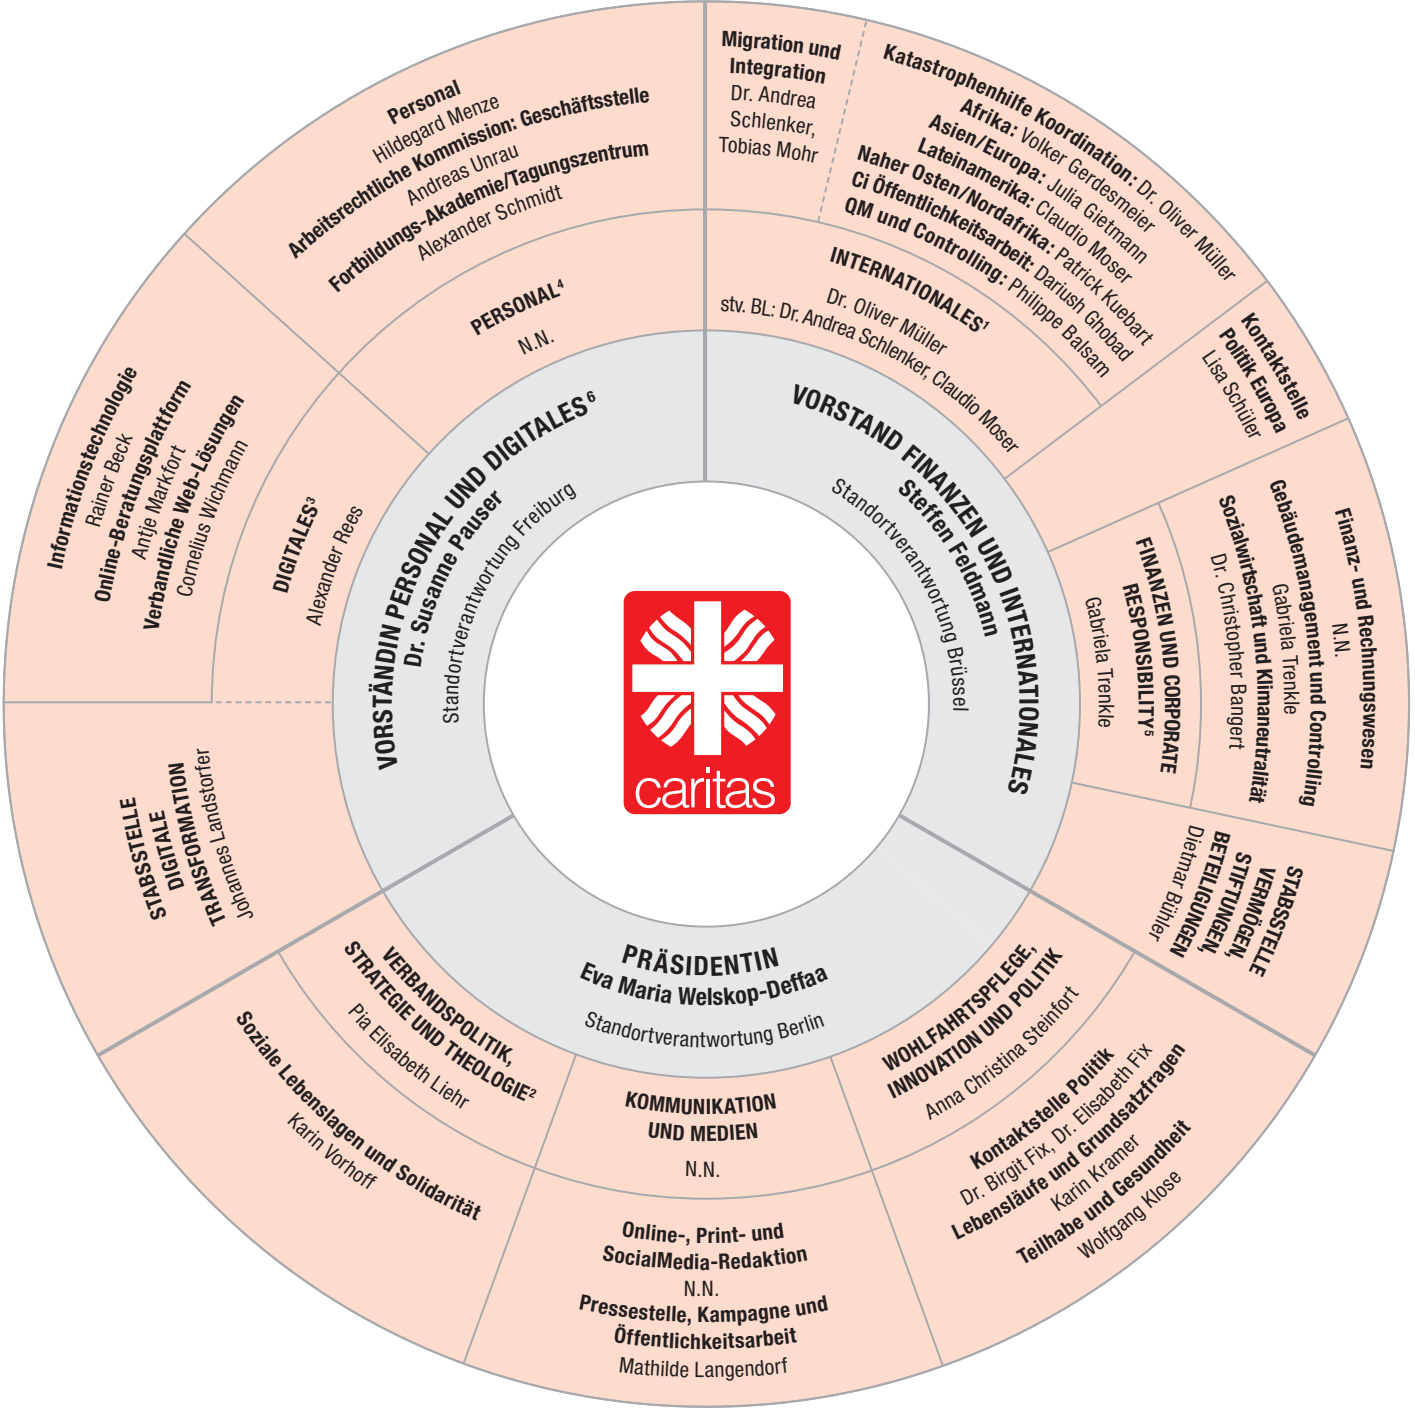 caritas
VORSTAND FINANZEN UND INTERNATIONALES
Steffen Feldmann
Standortverantwortung Brüssel
INTERNATIONALES¹
Dr. Oliver Müller
stv. BL: Dr. Andrea Schlenker, Claudio Moser
Migration und
Integration
Dr. Andrea
Schlenker,
Tobias Mohr
Katastrophenhilfe Koordination: Dr. Oliver Müller
Afrika: Volker Gerdesmeier
Asien/Europa: Julia Gietmann
Lateinamerika: Claudio Moser
Naher Osten/Nordafrika: Patrick Kuebart
Ci Öffentlichkeitsarbeit: Dariush Ghobad
QM und Controlling: Philippe Balsam
Kontaktstelle
Politik Europa
Lisa Schüler
FINANZEN UND CORPORATE
RESPONSIBILITY⁵
Gabriela Trenkle
Finanz- und Rechnungswesen
N.N.
Gebäudemanagement und Controlling
Gabriela Trenkle
Sozialwirtschaft und Klimaneutralität
Dr. Christopher Bangert
STABSSTELLE
VERMÖGEN,
STIFTUNGEN,
BETEILIGUNGEN
Dietmar Bühler
PRÄSIDENTIN
Eva Maria Welskop-Deffaa
Standortverantwortung Berlin
WOHLFAHRTSPFLEGE,
INNOVATION UND POLITIK
Anna Christina Steinfort
Kontaktstelle Politik
Dr. Birgit Fix, Dr. Elisabeth Fix
Lebensläufe und Grundsatzfragen
Karin Kramer
Teilhabe und Gesundheit
Wolfgang Klose
KOMMUNIKATION
UND MEDIEN
N.N.
Online-, Print- und
SocialMedia-Redaktion
N.N.
Pressestelle, Kampagne und
Öffentlichkeitsarbeit
Mathilde Langendorf
VERBANDSPOLITIK,
STRATEGIE UND THEOLOGIE²
Pia Elisabeth Liehr
Soziale Lebenslagen und Solidarität
Karin Vorhoff
VORSTÄNDIN PERSONAL UND DIGITALES⁶
Dr. Susanne Pauser
Standortverantwortung Freiburg
STABSSTELLE
DIGITALE
TRANSFORMATION
Johannes Landstorfer
DIGITALES³
Alexander Rees
Informationstechnologie
Rainer Beck
Online-Beratungsplattform
Antje Markfort
Verbandliche Web-Lösungen
Cornelius Wichmann
PERSONAL⁴
N.N.
Personal
Hildegard Menze
Arbeitsrechtliche Kommission: Geschäftsstelle
Andreas Unrau
Fortbildungs-Akademie/Tagungszentrum
Alexander Schmidt